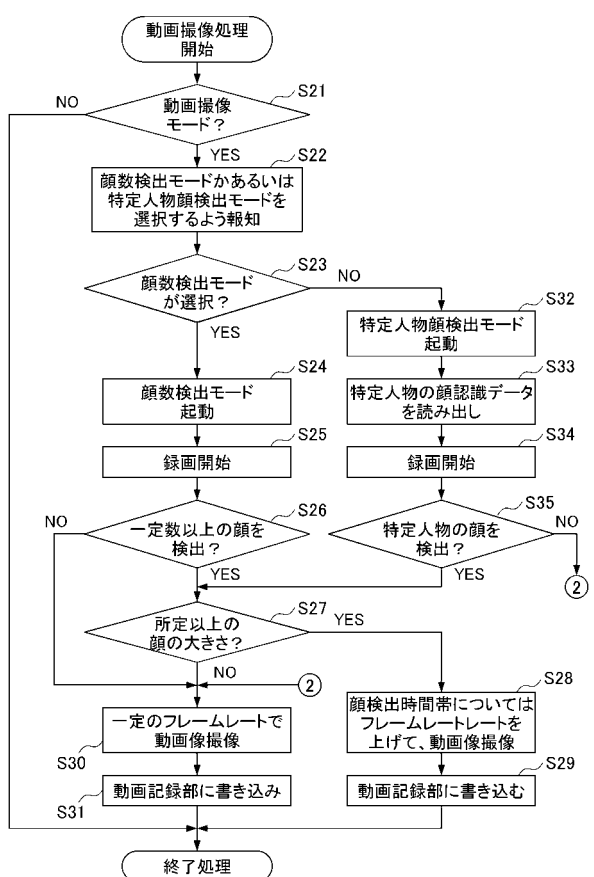 動画撮像処理
開始
S21
NO
動画撮像
モード？
YES
S22
顔数検出モードかあるいは
特定人物顔検出モードを
選択するよう報知
S23
NO
顔数検出モード
が選択？
YES
S32
特定人物顔検出モード
起動
S24
顔数検出モード
起動
S33
特定人物の顔認識データ
を読み出し
S25
録画開始
S34
録画開始
S26
NO
一定数以上の顔を
検出？
YES
S35
特定人物の顔を
検出？
NO
YES
2
S27
所定以上の
顔の大きさ？
YES
NO
2
S28
顔検出時間帯については
フレームレートレートを
上げて、動画像撮像
一定のフレームレートで
動画像撮像
S30
S29
動画記録部に書き込む
動画記録部に書き込み
S31
終了処理